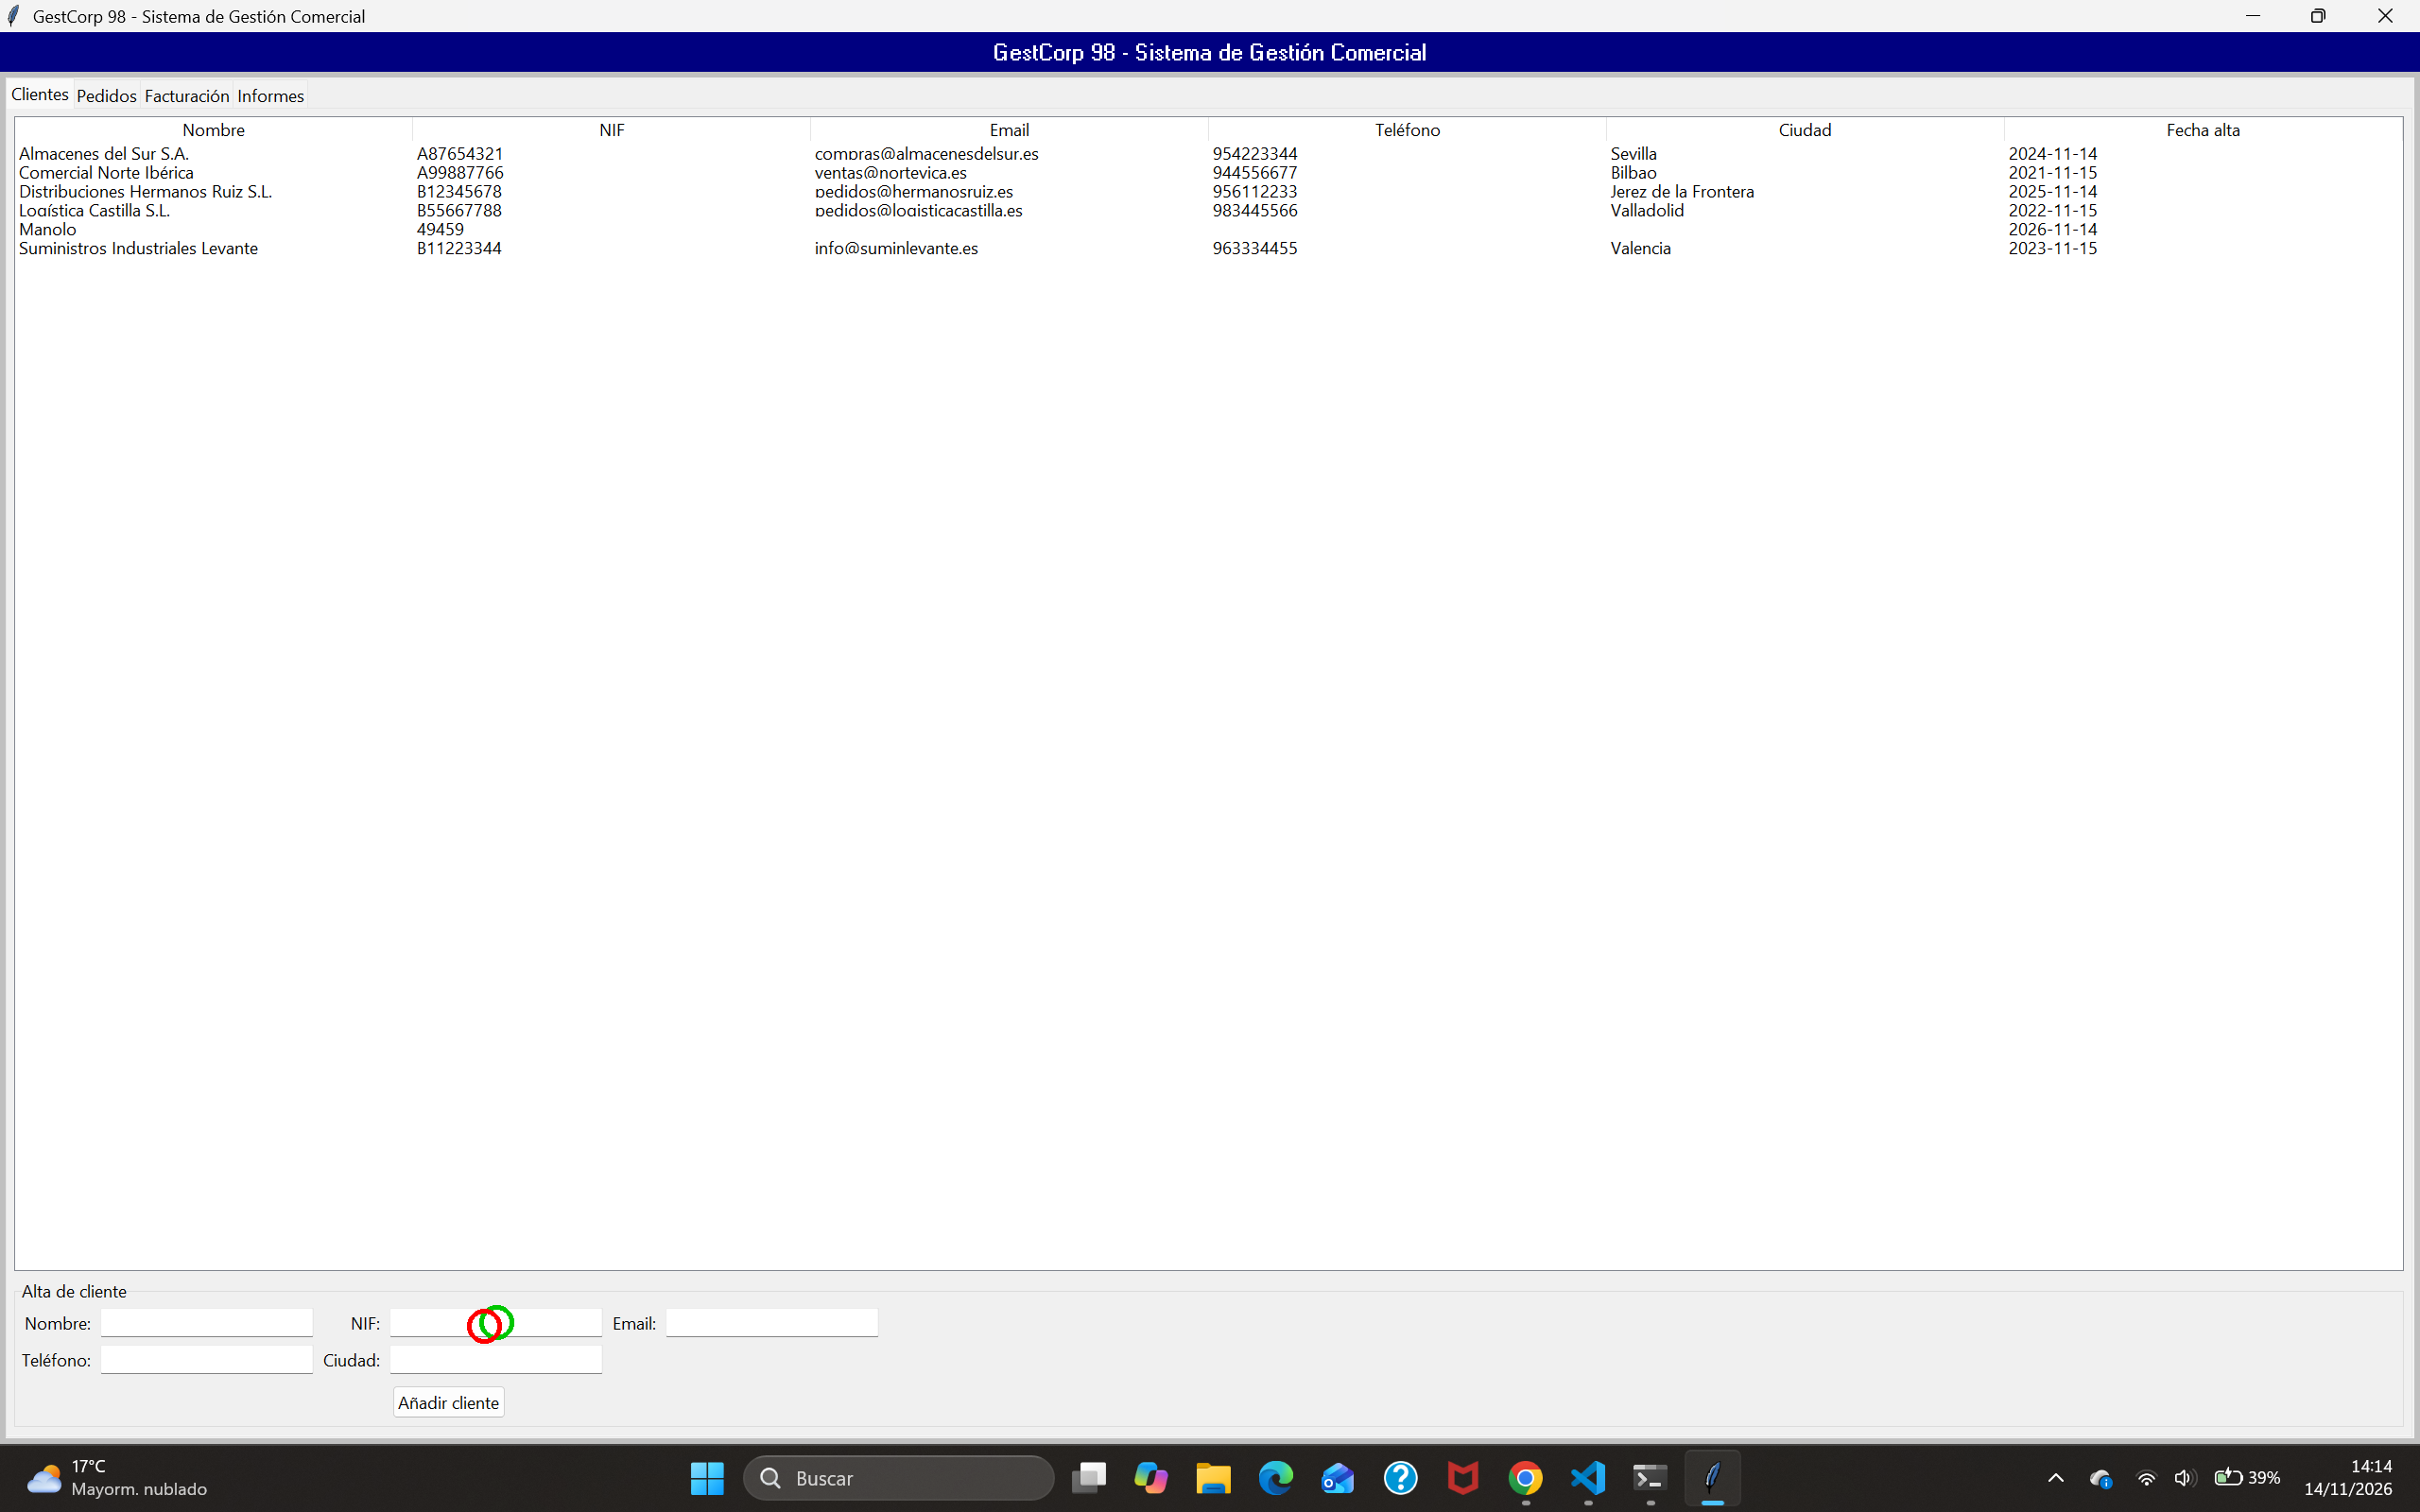 GestCorp 98 - Sistema de Gestión Comercial
GestCorp 98 - Sistema de Gestión Comercial
Clientes Pedidos Facturación Informes
Nombre NIF Email Teléfono Ciudad Fecha alta
Almacenes del Sur S.A. A87654321 compras@almacenesdelsur.es 954223344 Sevilla 2024-11-14
Comercial Norte Ibérica A99887766 ventas@nortevica.es 944556677 Bilbao 2021-11-15
Distribuciones Hermanos Ruiz S.L. B12345678 pedidos@hermanosruiz.es 956112233 Jerez de la Frontera 2025-11-14
Logística Castilla S.L. B55667788 pedidos@logisticacastilla.es 983445566 Valladolid 2022-11-15
Manolo 49459 2026-11-14
Suministros Industriales Levante B11223344 info@suminlevante.es 963334455 Valencia 2023-11-15
Alta de cliente
Nombre: NIF: Email:
Teléfono: Ciudad:
Añadir cliente
17°C
Mayorm. nublado
Buscar
39%
14:14
14/11/2026